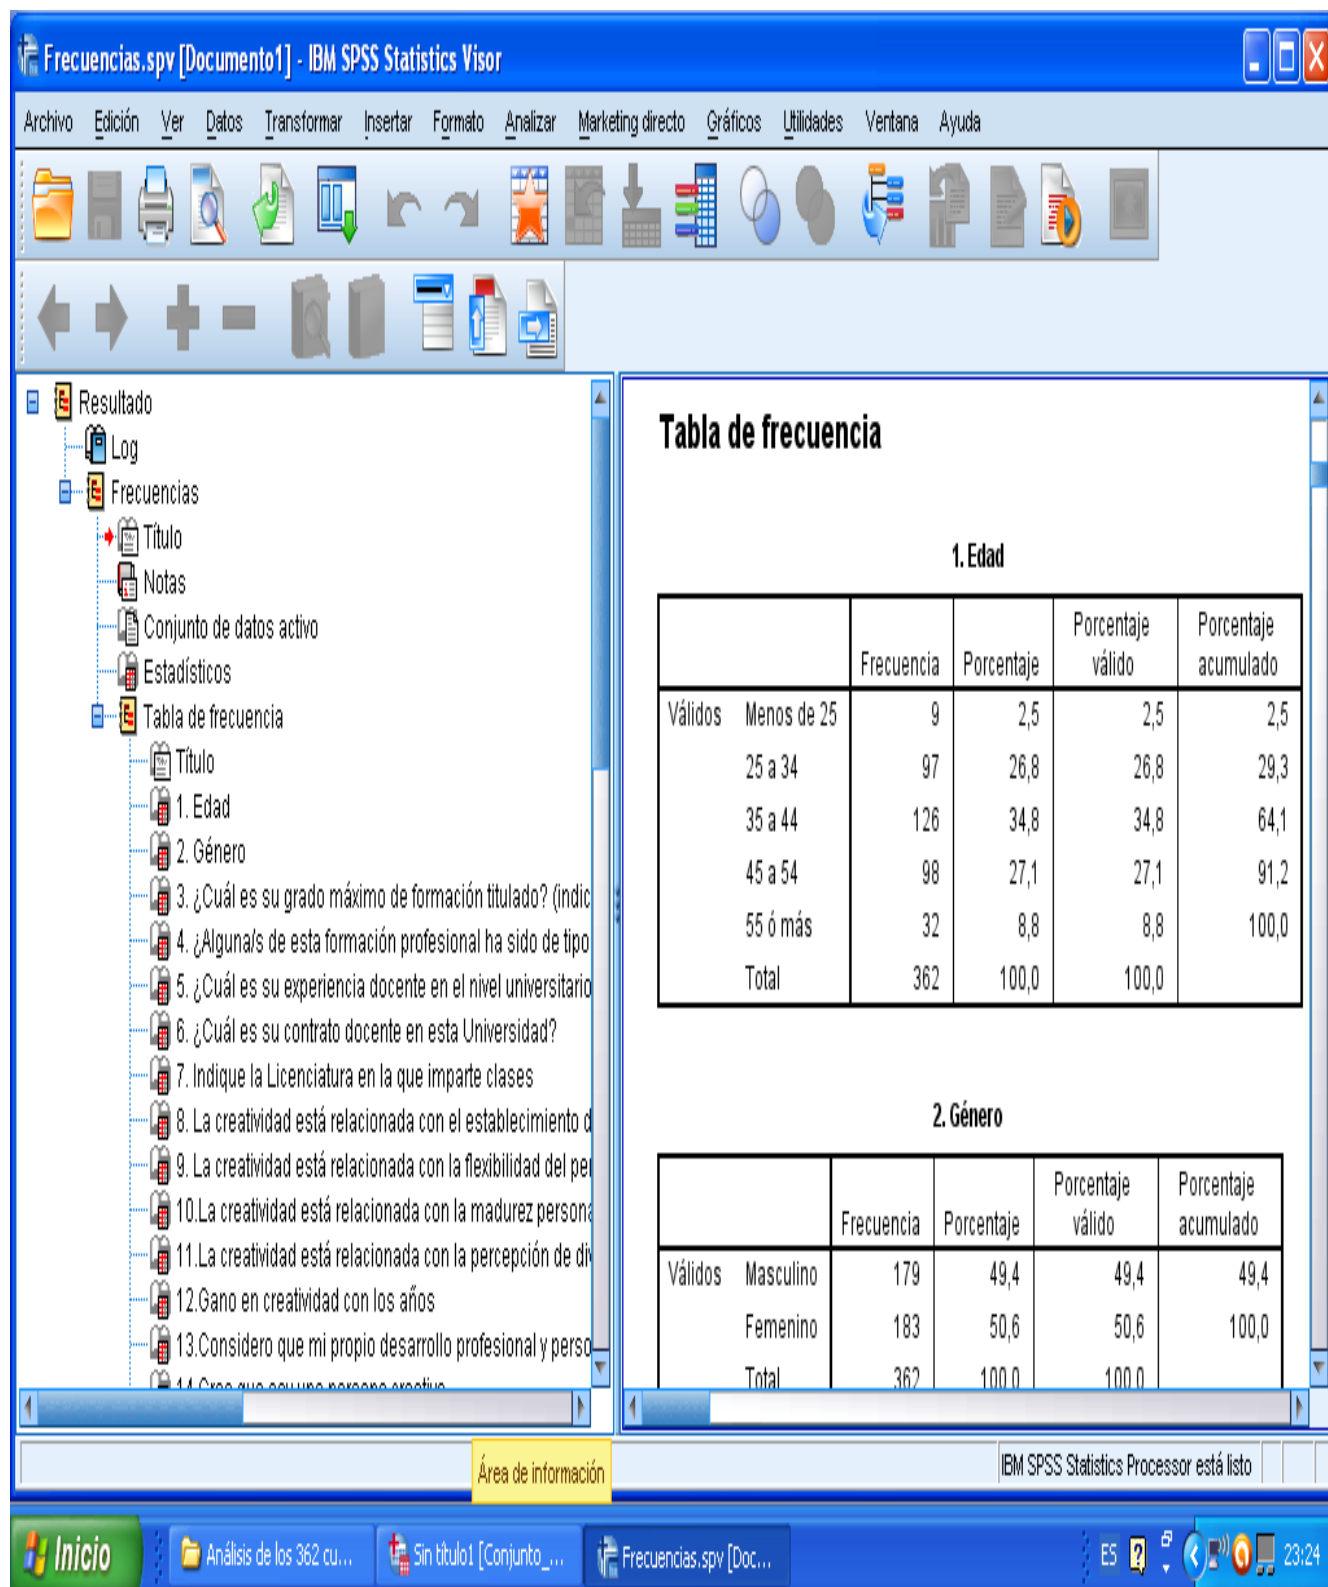 Frecuencias.spv [Documento1] - IBM SPSS Statistics Visor
Archivo Edición Ver Datos Transformar Insertar Formato Analizar Marketing directo Gráficos Utilidades Ventana Ayuda
Resultado
Log
Frecuencias
Título
Notas
Conjunto de datos activo
Estadísticos
Tabla de frecuencia
Título
1. Edad
2. Género
3. ¿Cuál es su grado máximo de formación titulado? (indic
4. ¿Alguna/s de esta formación profesional ha sido de tipo
5. ¿Cuál es su experiencia docente en el nivel universitario
6. ¿Cuál es su contrato docente en esta Universidad?
7. Indique la Licenciatura en la que imparte clases
8. La creatividad está relacionada con el establecimiento d
9. La creatividad está relacionada con la flexibilidad del pe
10.La creatividad está relacionada con la madurez persona
11.La creatividad está relacionada con la percepción de di
12.Gano en creatividad con los años
13.Considero que mi propio desarrollo profesional y perso
14.Creo que soy una persona creativa
Tabla de frecuencia
1. Edad
Frecuencia Porcentaje Porcentaje válido Porcentaje acumulado
Válidos Menos de 25 9 2,5 2,5 2,5
25 a 34 97 26,8 26,8 29,3
35 a 44 126 34,8 34,8 64,1
45 a 54 98 27,1 27,1 91,2
55 ó más 32 8,8 8,8 100,0
Total 362 100,0 100,0
2. Género
Frecuencia Porcentaje Porcentaje válido Porcentaje acumulado
Válidos Masculino 179 49,4 49,4 49,4
Femenino 183 50,6 50,6 100,0
Total 362 100,0 100,0
Área de información
IBM SPSS Statistics Processor está listo
Inicio
Análisis de los 362 cu...
Sin título1 [Conjunto_...
Frecuencias.spv [Doc...
ES
23:24